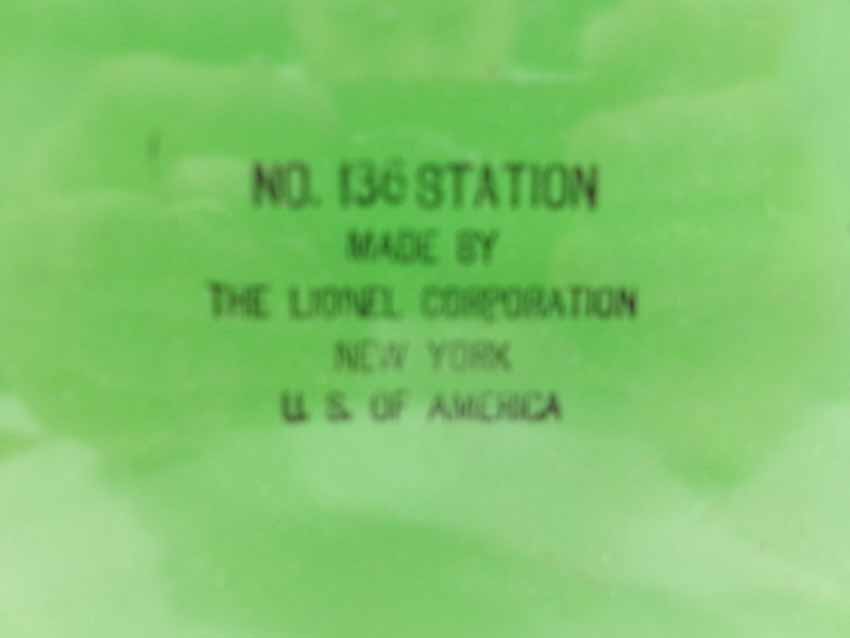 NO. 136 STATION
MADE BY
THE LIONEL CORPORATION
NEW YORK
U. S. OF AMERICA